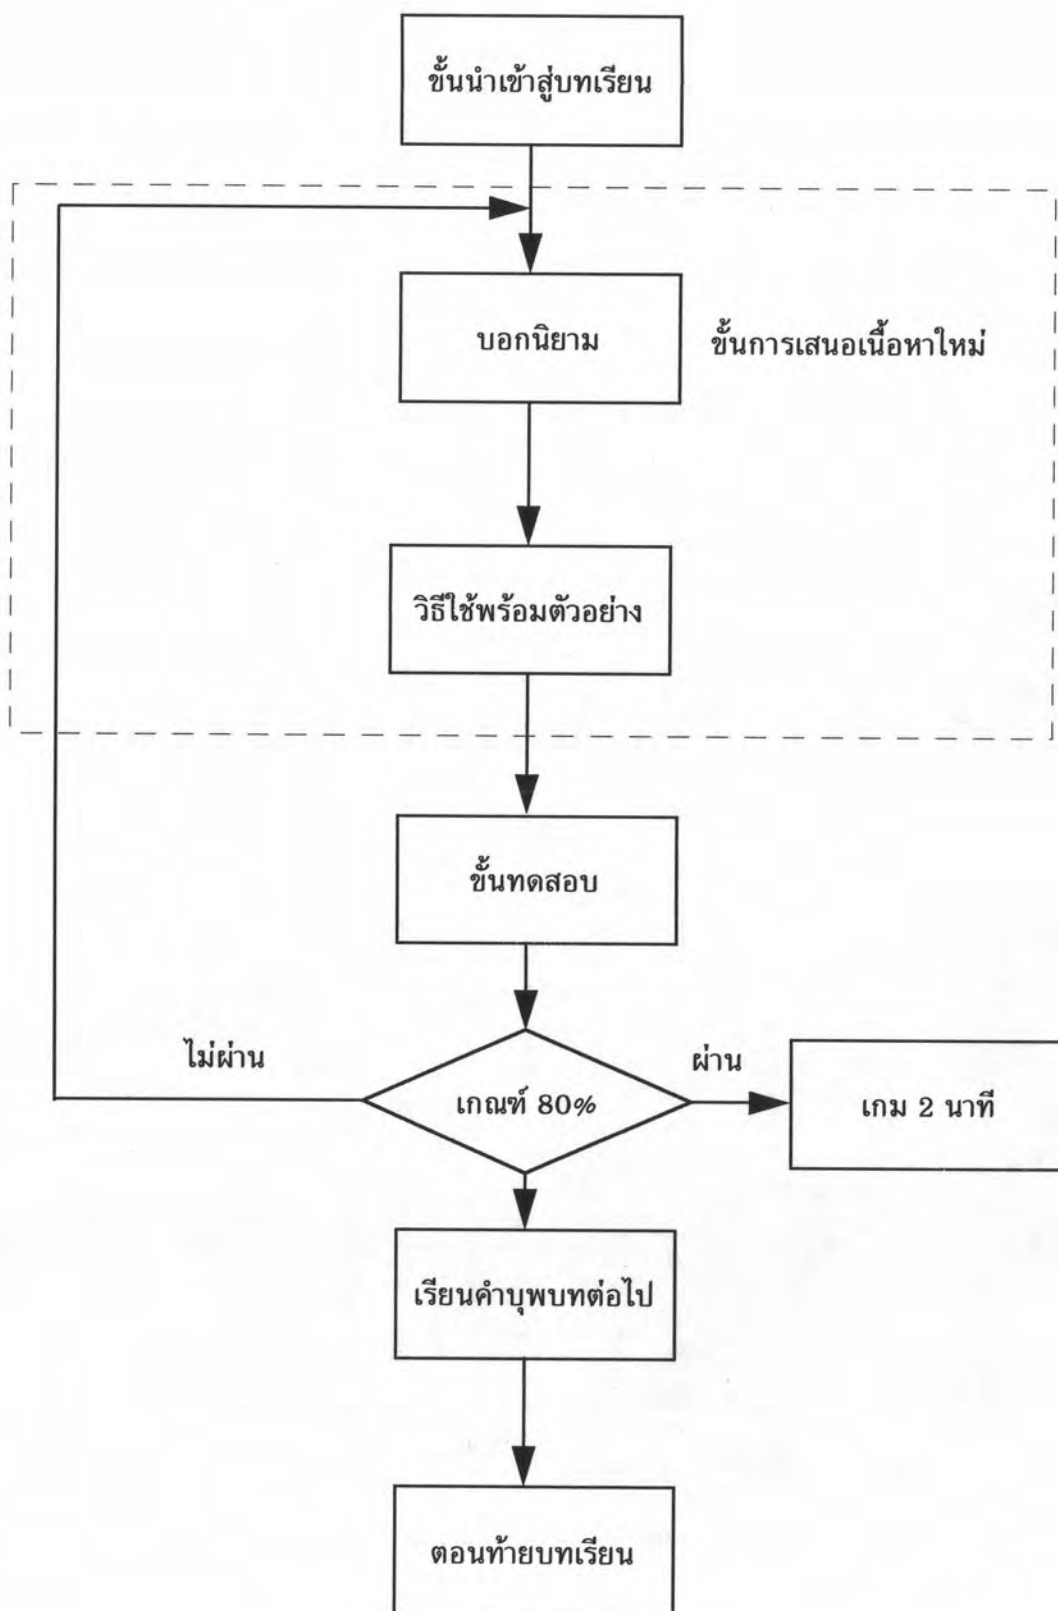 ขั้นนำเข้าสู่บทเรียน
บอกนิยาม
ขั้นการเสนอเนื้อหาใหม่
วิธีใช้พร้อมตัวอย่าง
ขั้นทดสอบ
ไม่ผ่าน
เกณฑ์ 80%
ผ่าน
เกม 2 นาที
เรียนคำบุพบทต่อไป
ตอนท้ายบทเรียน